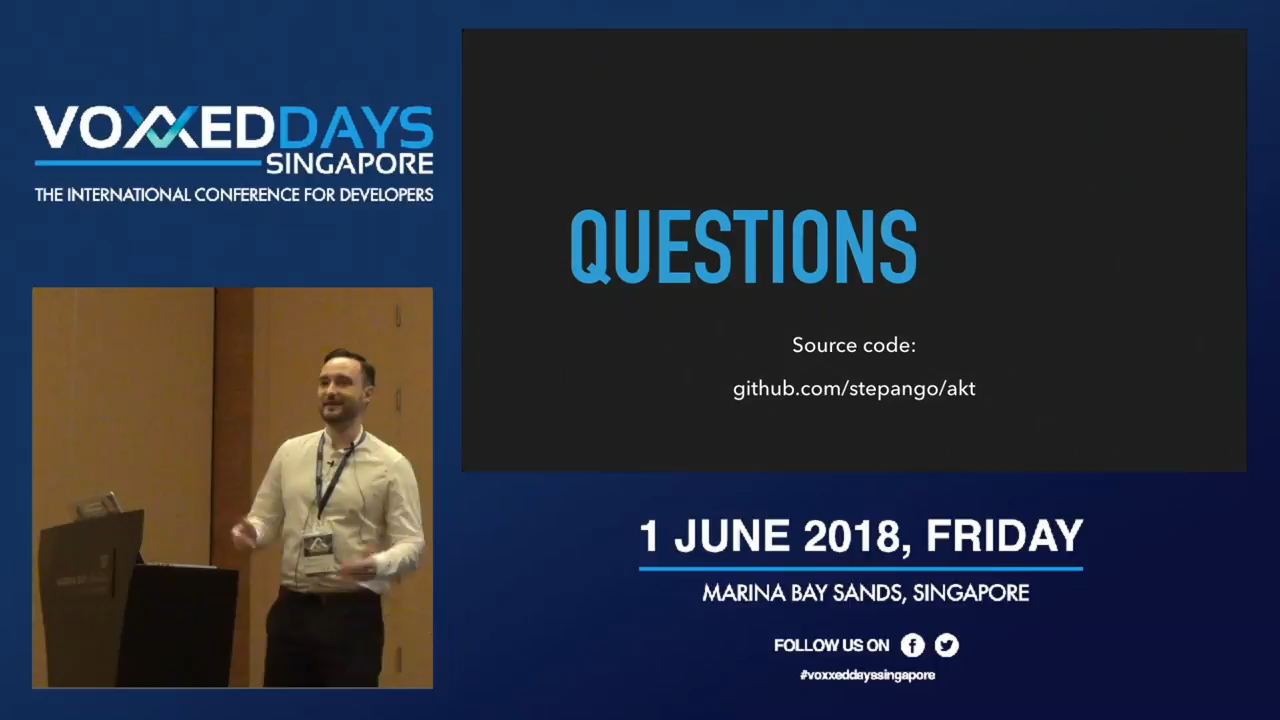 VOXXEDDAYS
SINGAPORE
THE INTERNATIONAL CONFERENCE FOR DEVELOPERS
QUESTIONS
Source code:
github.com/stepango/akt
1 JUNE 2018, FRIDAY
MARINA BAY SANDS, SINGAPORE
FOLLOW US ON
#voxxeddayssingapore